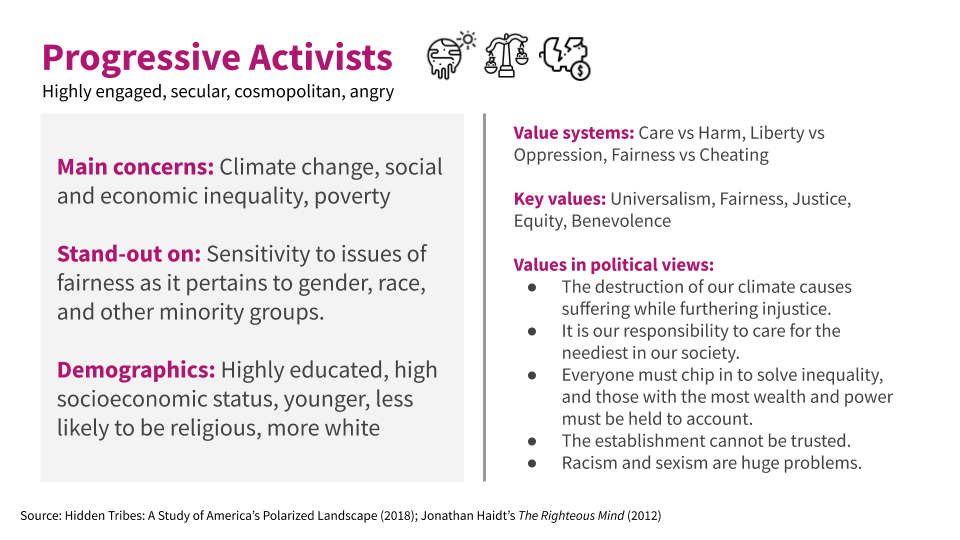 Progressive Activists
Highly engaged, secular, cosmopolitan, angry
$
Main concerns: Climate change, social
and economic inequality, poverty
Stand-out on: Sensitivity to issues of
fairness as it pertains to gender, race,
and other minority groups.
Demographics: Highly educated, high
socioeconomic status, younger, less
likely to be religious, more white
Value systems: Care vs Harm, Liberty vs
Oppression, Fairness vs Cheating
Key values: Universalism, Fairness, Justice,
Equity, Benevolence
Values in political views:
● The destruction of our climate causes
suffering while furthering injustice.
● It is our responsibility to care for the
neediest in our society.
● Everyone must chip in to solve inequality,
and those with the most wealth and power
must be held to account.
● The establishment cannot be trusted.
● Racism and sexism are huge problems.
Source: Hidden Tribes: A Study of America’s Polarized Landscape (2018); Jonathan Haidt’s The Righteous Mind (2012)